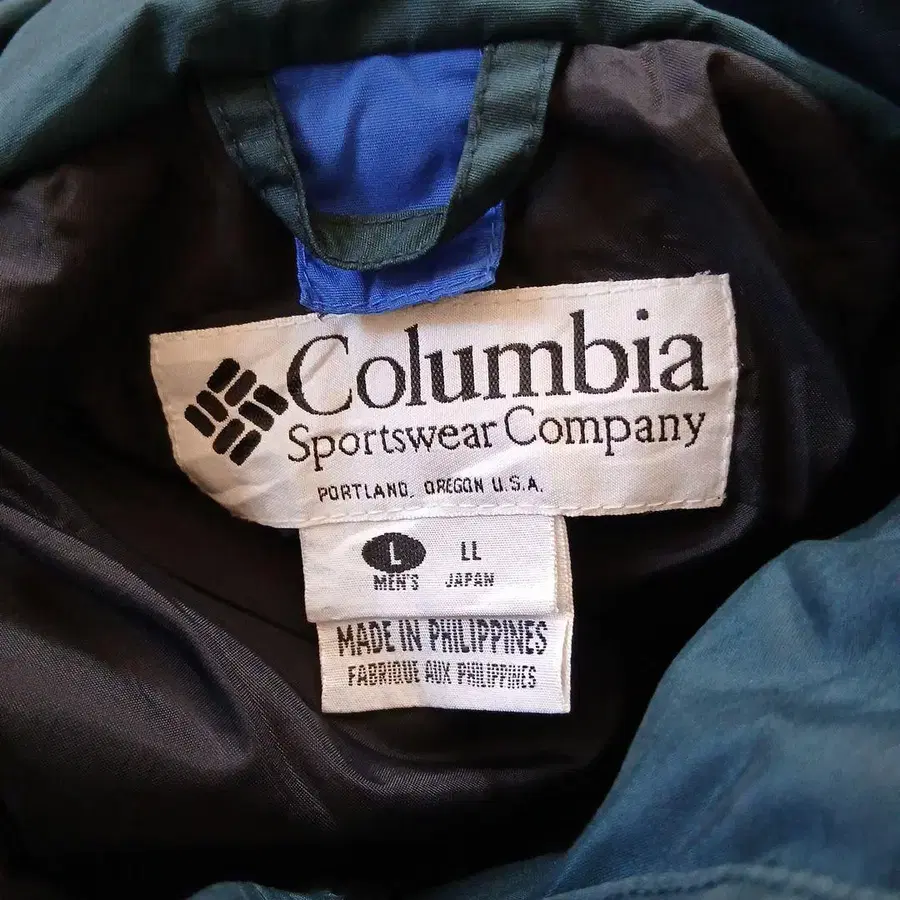 Columbia
Sportswear Company
PORTLAND, OREGON U.S.A.
L LL
MEN'S JAPAN
MADE IN PHILIPPINES
FABRIQUE AUX PHILIPPINES